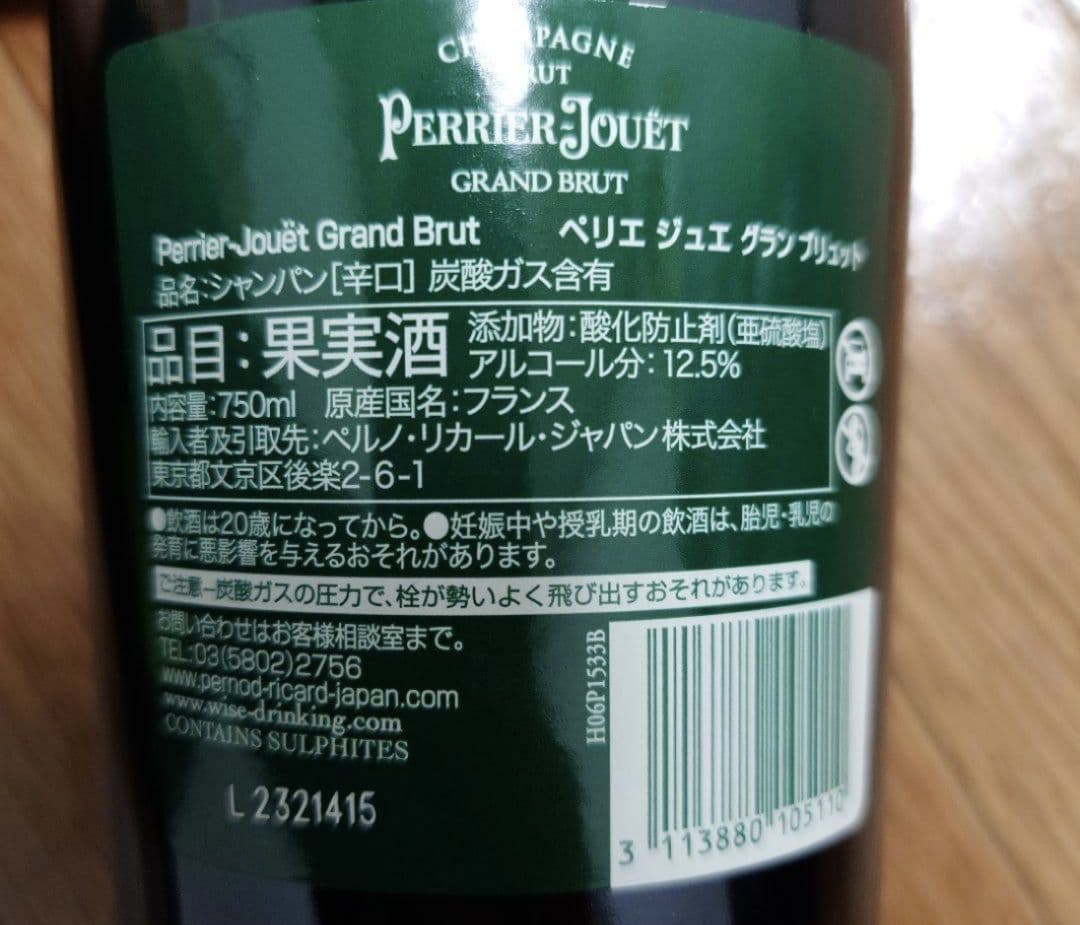 CHAMPAGNE
BRUT
PERRIER-JOUËT
GRAND BRUT
Perrier-Jouët Grand Brut ペリエ ジュエ グラン ブリュット
品名:シャンパン[辛口] 炭酸ガス含有
品目:果実酒 添加物:酸化防止剤(亜硫酸塩)
アルコール分:12.5%
内容量:750ml 原産国名:フランス
輸入者及引取先:ペルノ・リカール・ジャパン株式会社
東京都文京区後楽2-6-1
●飲酒は20歳になってから。●妊娠中や授乳期の飲酒は、胎児・乳児の
発育に悪影響を与えるおそれがあります。
ご注意－炭酸ガスの圧力で、栓が勢いよく飛び出すおそれがあります。
お問い合わせはお客様相談室まで。
TEL:03(5802)2756
www.pernod-ricard-japan.com
www.wise-drinking.com
CONTAINS SULPHITES
H06P1533B
L2321415
3 113880 105110